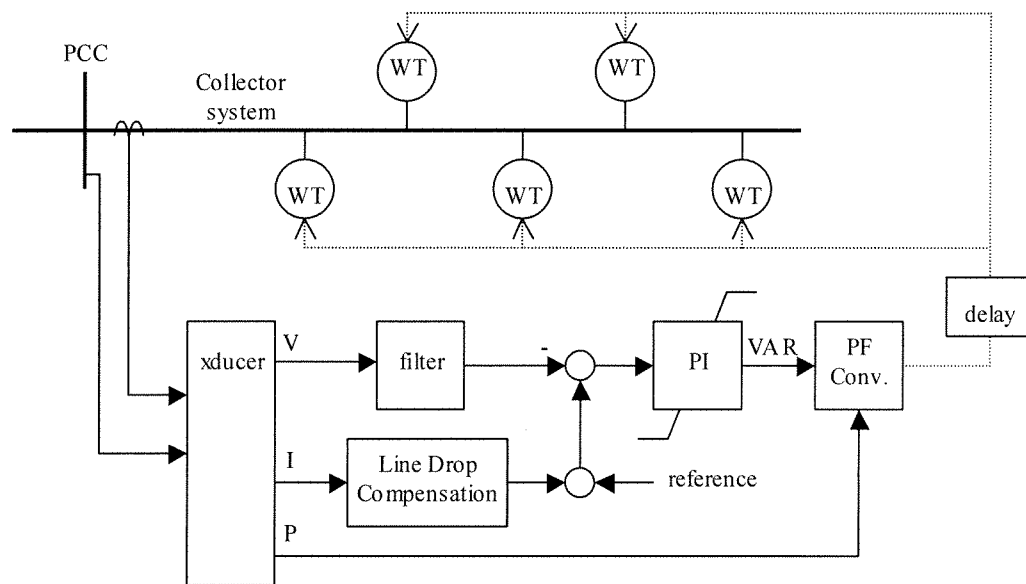 PCC
Collector
system
WT
WT
WT
WT
WT
delay
xducer
V
filter
-
PI
VAR
PF
Conv.
I
Line Drop
Compensation
reference
P